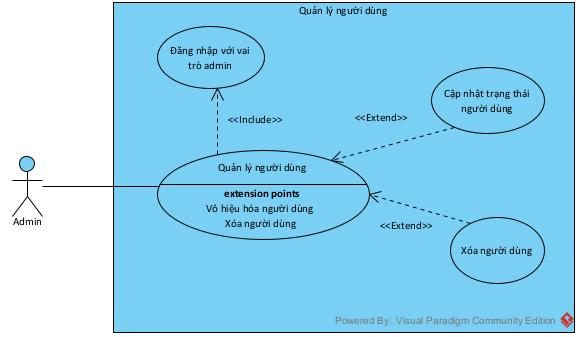 Quản lý người dùng
Đăng nhập với vai
trò admin
Cập nhật trạng thái
người dùng
<<Include>>
<<Extend>>
Quản lý người dùng
extension points
Vô hiệu hóa người dùng
Xóa người dùng
Admin
<<Extend>>
Xóa người dùng
Powered By: Visual Paradigm Community Edition